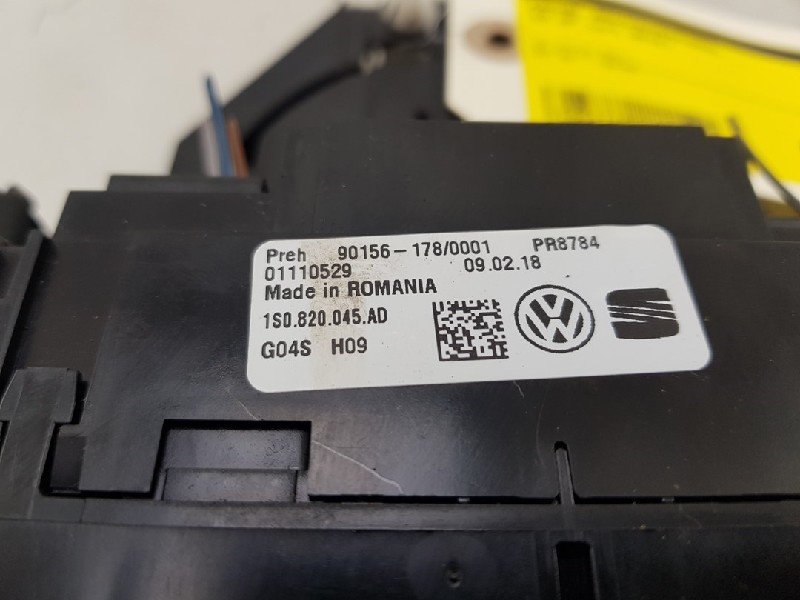 Preh 90156-178/0001 PR8784
01110529 09.02.18
Made in ROMANIA
1S0.820.045.AD
G04S H09